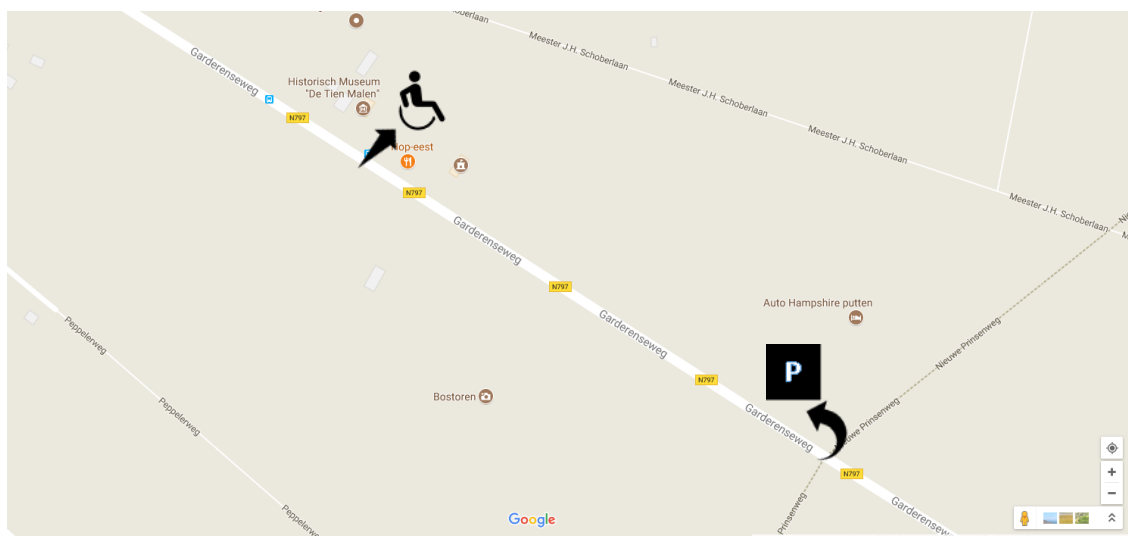 Meester J.H. Schoberlaan
Garderenseweg
Meester J.H. Schoberlaan
Historisch Museum
"De Tien Malen"
N797
Meester J.H. Schoberlaan
Meester J.H. Schoberlaan
N797
Garderenseweg
N797
Auto Hampshire putten
Peppelerweg
Garderenseweg
Nieuwe Prinsenweg
P
N797
Bostoren
Peppelerweg
Garderenseweg
Nieuwe Prinsenweg
N797
Garderensew
Peppelerweg
Prinsenweg
Google